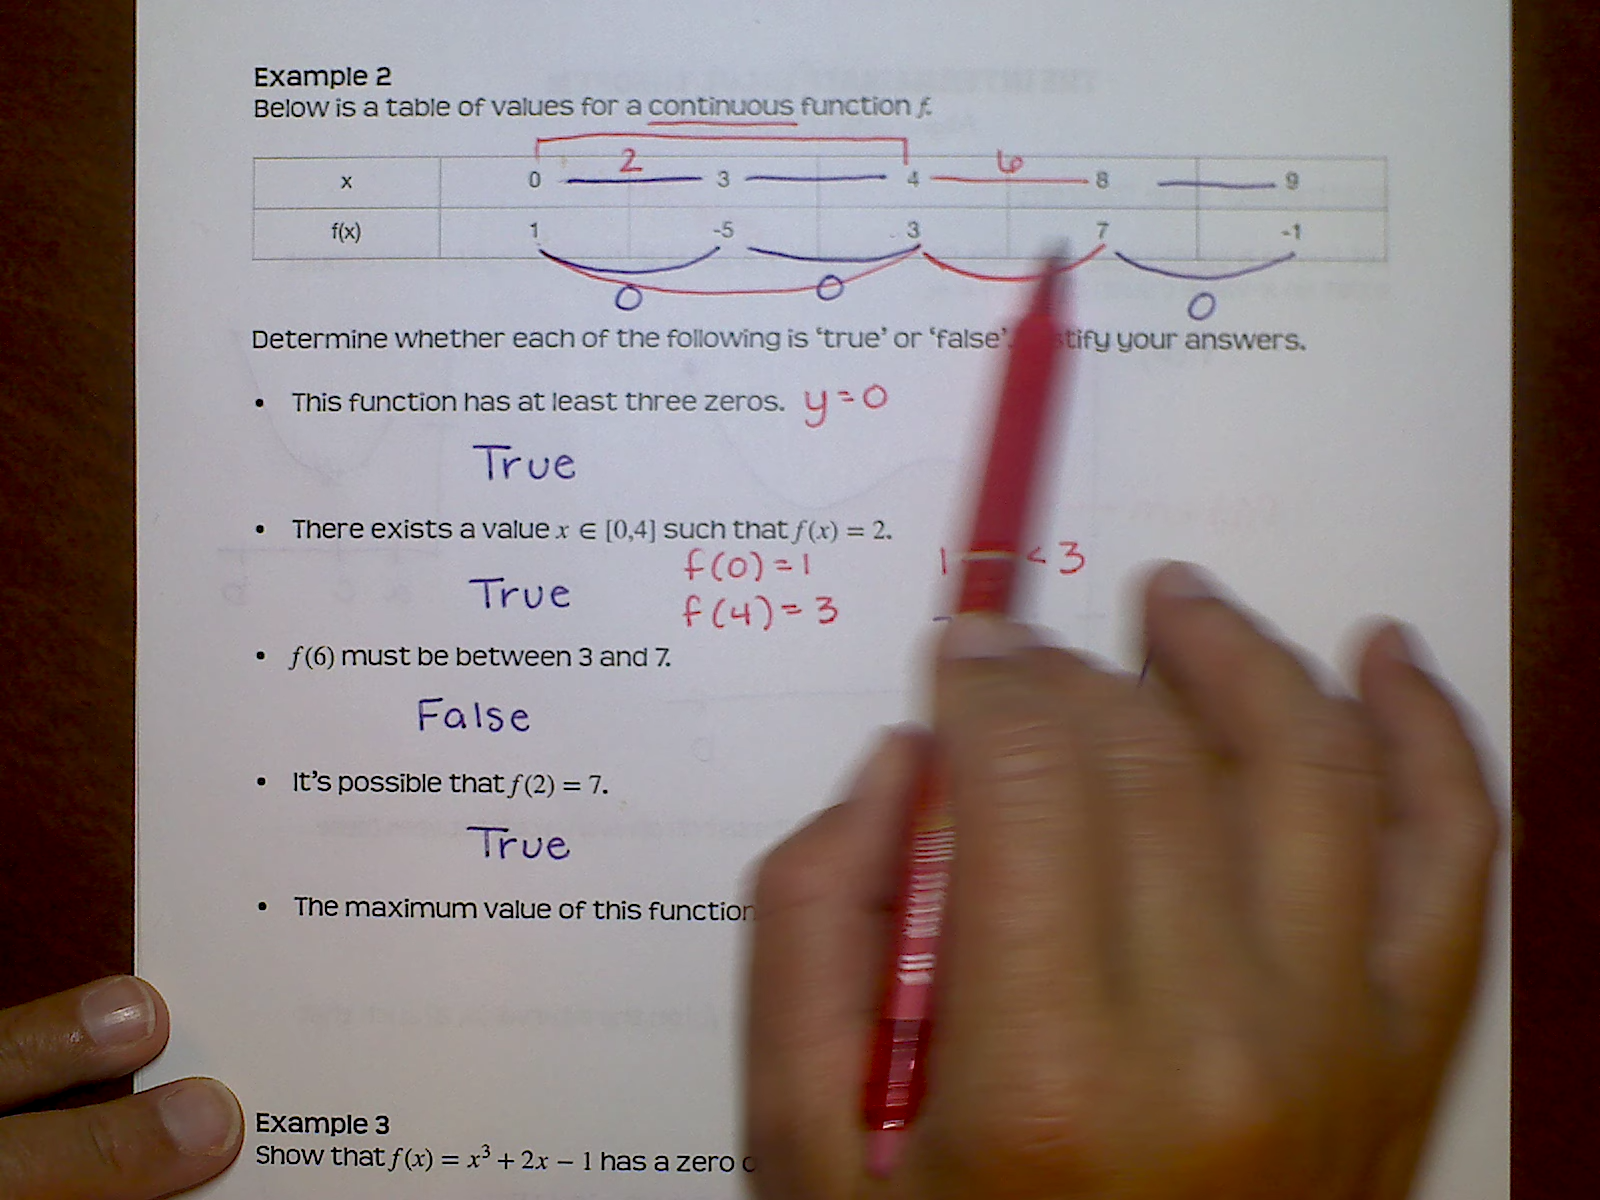 Example 2
Below is a table of values for a continuous function f.
2 6
x 0 3 4 8 9
f(x) 1 -5 3 7 -1
0 0 0
Determine whether each of the following is ‘true’ or ‘false’. your answers.
• This function has at least three zeros. y=0
True
• There exists a value x ∈ [0,4] such that f(x) = 2.
f(0)=1 1 < 3
True
f(4)=3
• f(6) must be between 3 and 7.
False
• It’s possible that f(2) = 7.
True
• The maximum value of this function
Example 3
Show that f(x) = x³ + 2x − 1 has a zero